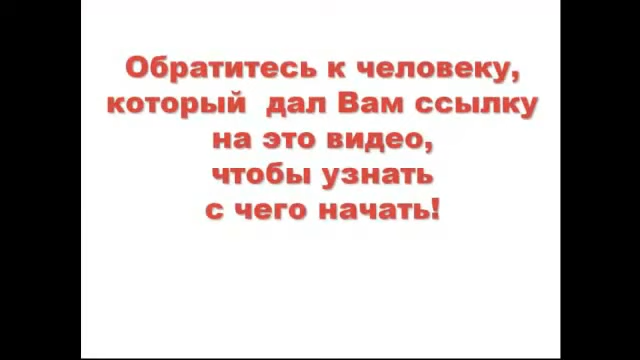 Обратитесь к человеку,
который дал Вам ссылку
на это видео,
чтобы узнать
с чего начать!